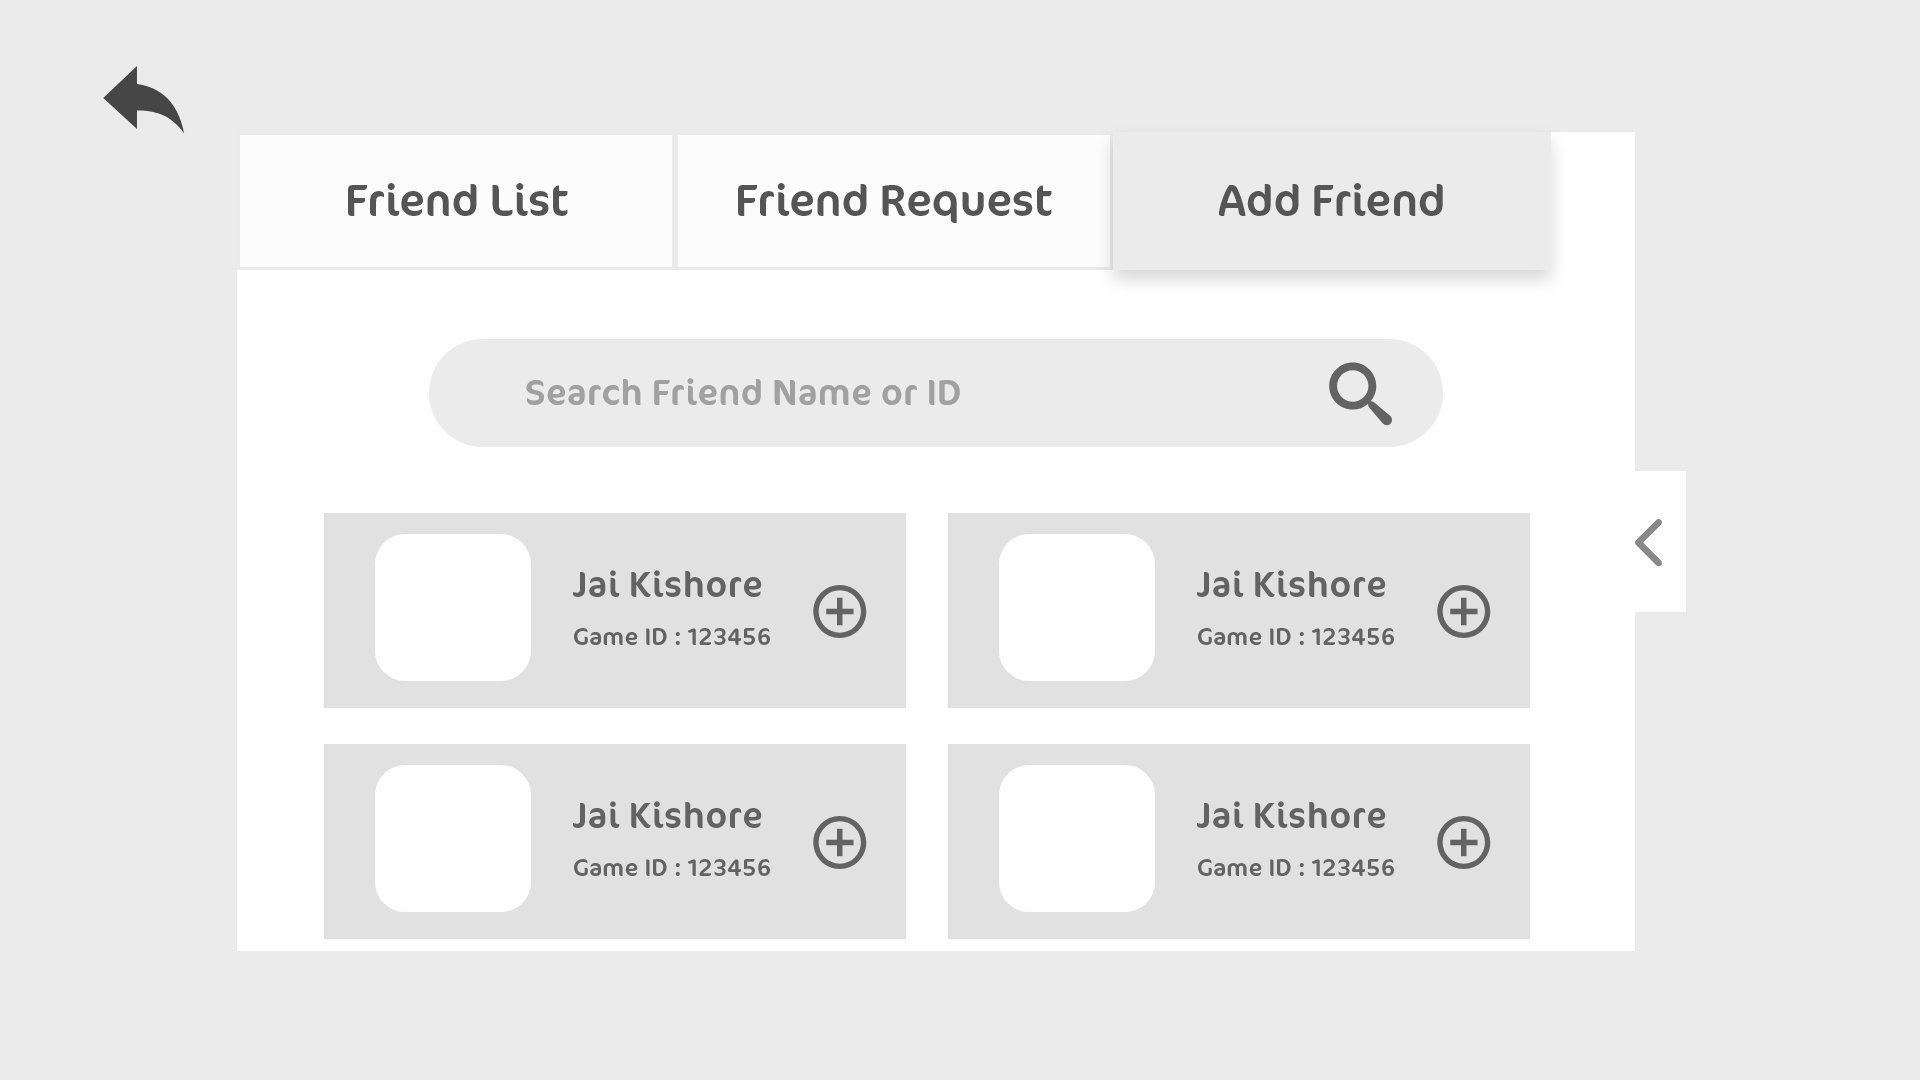 Friend List
Friend Request
Add Friend
Search Friend Name or ID
Jai Kishore
Game ID : 123456
Jai Kishore
Game ID : 123456
Jai Kishore
Game ID : 123456
Jai Kishore
Game ID : 123456